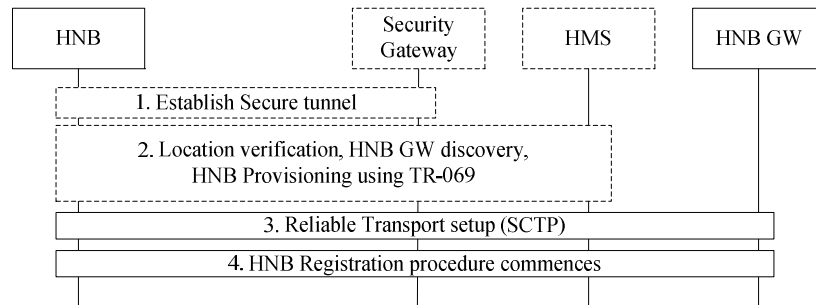 HNB
Security
Gateway
HMS
HNB GW
1. Establish Secure tunnel
2. Location verification, HNB GW discovery,
HNB Provisioning using TR-069
3. Reliable Transport setup (SCTP)
4. HNB Registration procedure commences